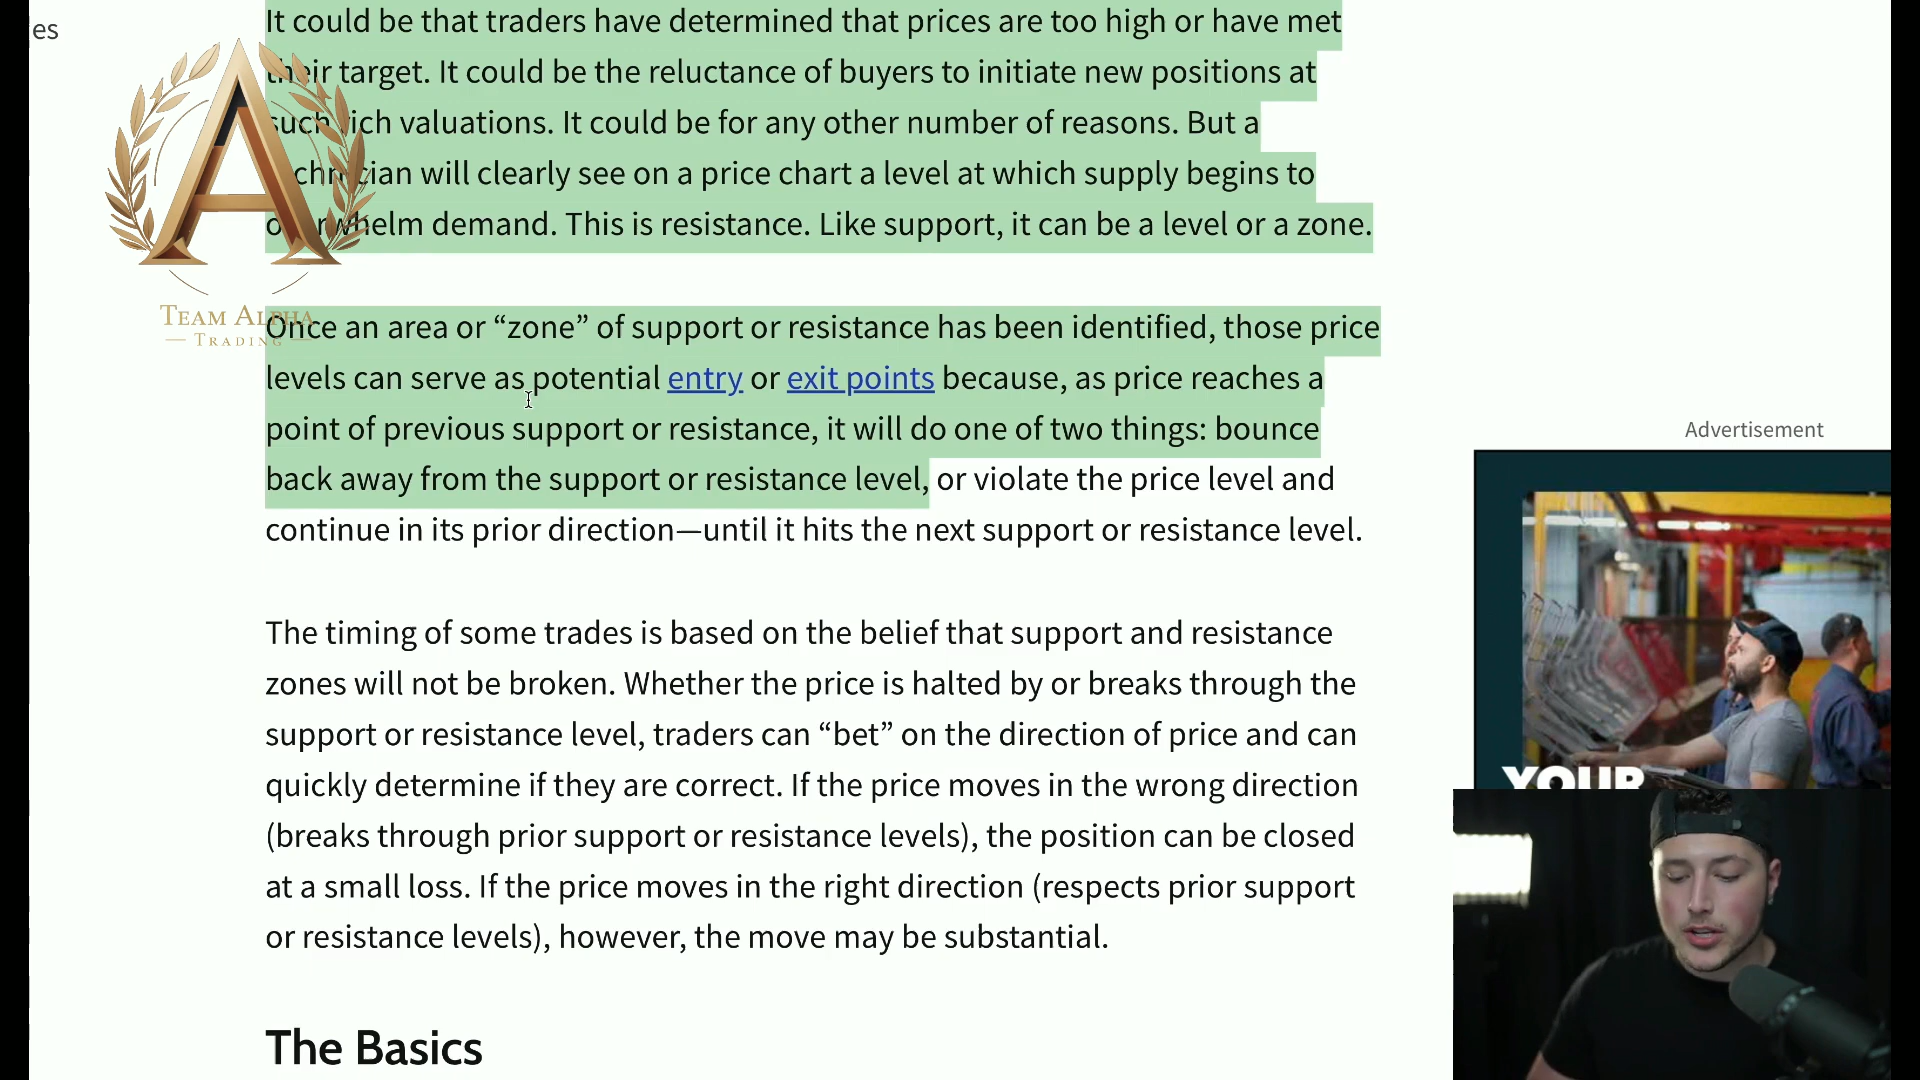 es
It could be that traders have determined that prices are too high or have met
their target. It could be the reluctance of buyers to initiate new positions at
such rich valuations. It could be for any other number of reasons. But a
technician will clearly see on a price chart a level at which supply begins to
overwhelm demand. This is resistance. Like support, it can be a level or a zone.
TEAM ALPHA
TRADING
Once an area or “zone” of support or resistance has been identified, those price
levels can serve as potential entry or exit points because, as price reaches a
point of previous support or resistance, it will do one of two things: bounce
back away from the support or resistance level, or violate the price level and
continue in its prior direction—until it hits the next support or resistance level.
Advertisement
The timing of some trades is based on the belief that support and resistance
zones will not be broken. Whether the price is halted by or breaks through the
support or resistance level, traders can “bet” on the direction of price and can
quickly determine if they are correct. If the price moves in the wrong direction
(breaks through prior support or resistance levels), the position can be closed
at a small loss. If the price moves in the right direction (respects prior support
or resistance levels), however, the move may be substantial.
YOUR
The Basics